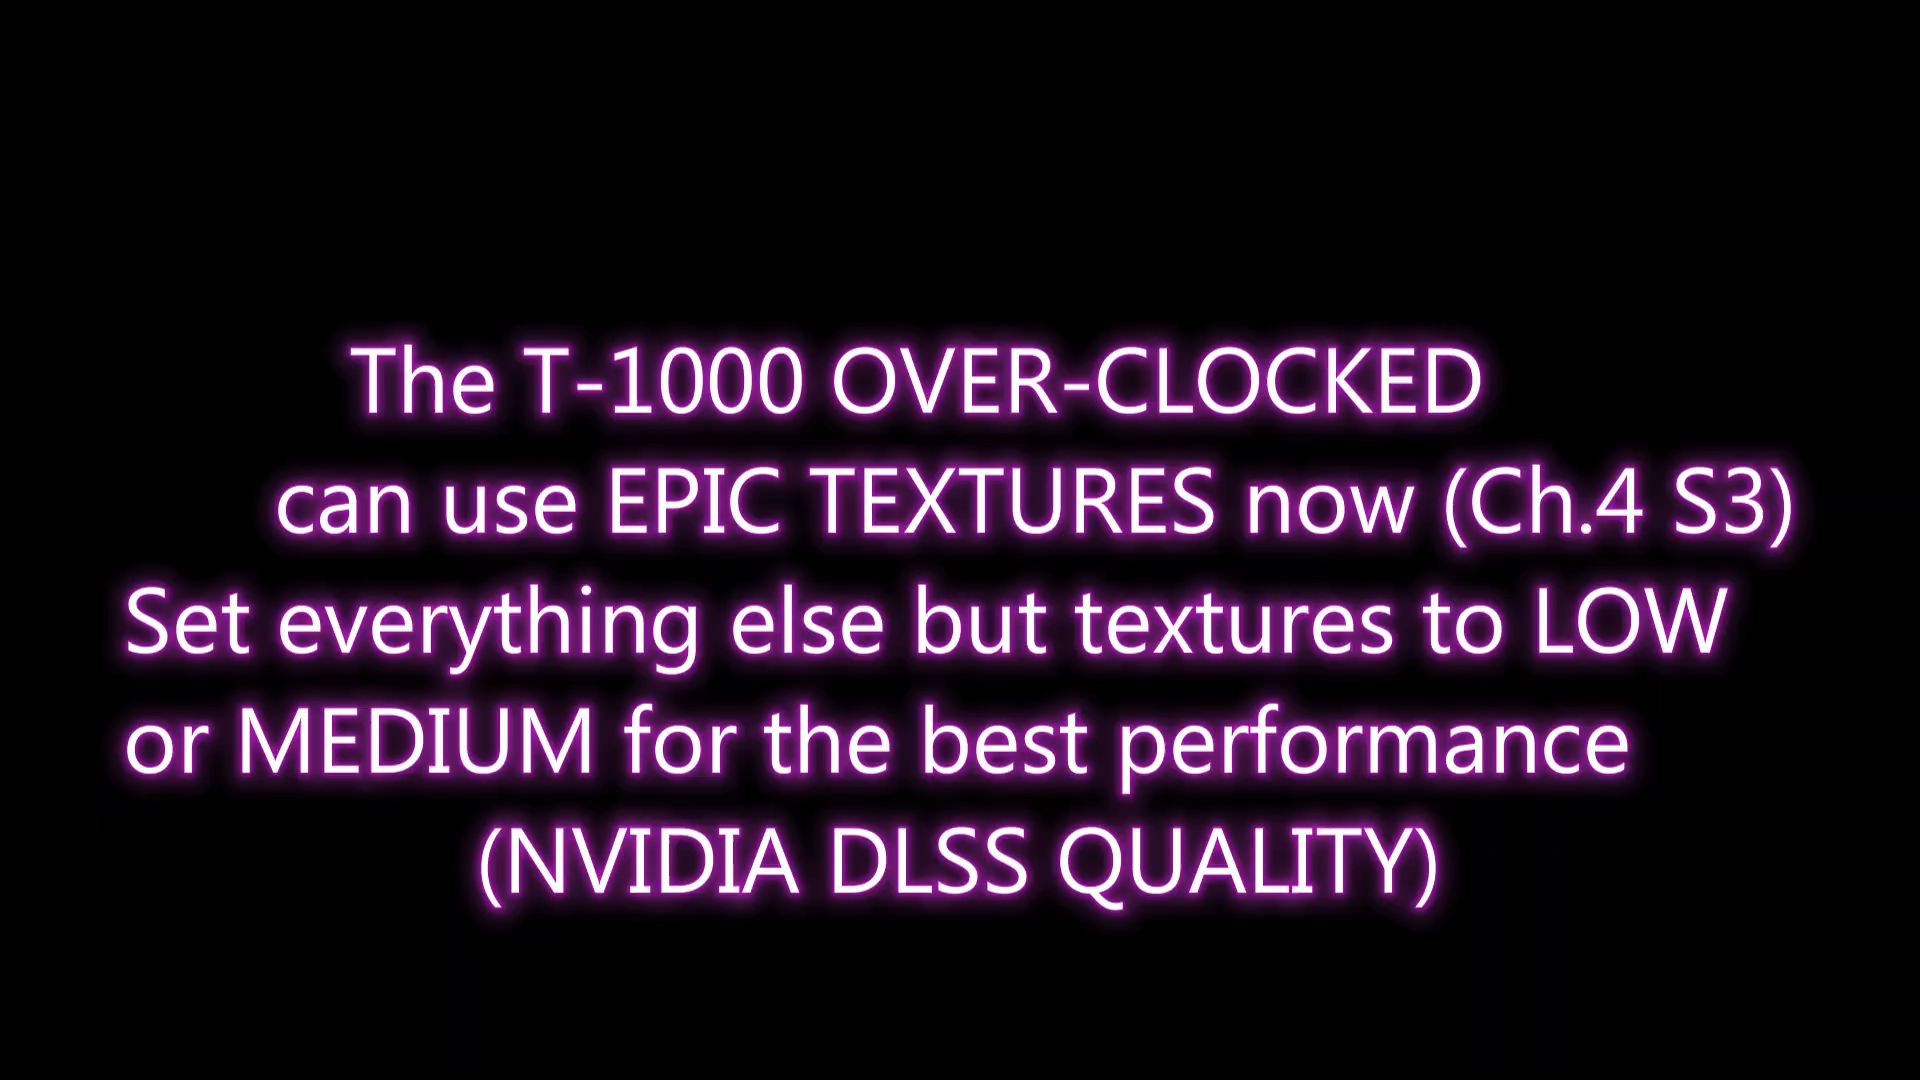 The T-1000 OVER-CLOCKED
can use EPIC TEXTURES now (Ch.4 S3)
Set everything else but textures to LOW
or MEDIUM for the best performance
(NVIDIA DLSS QUALITY)